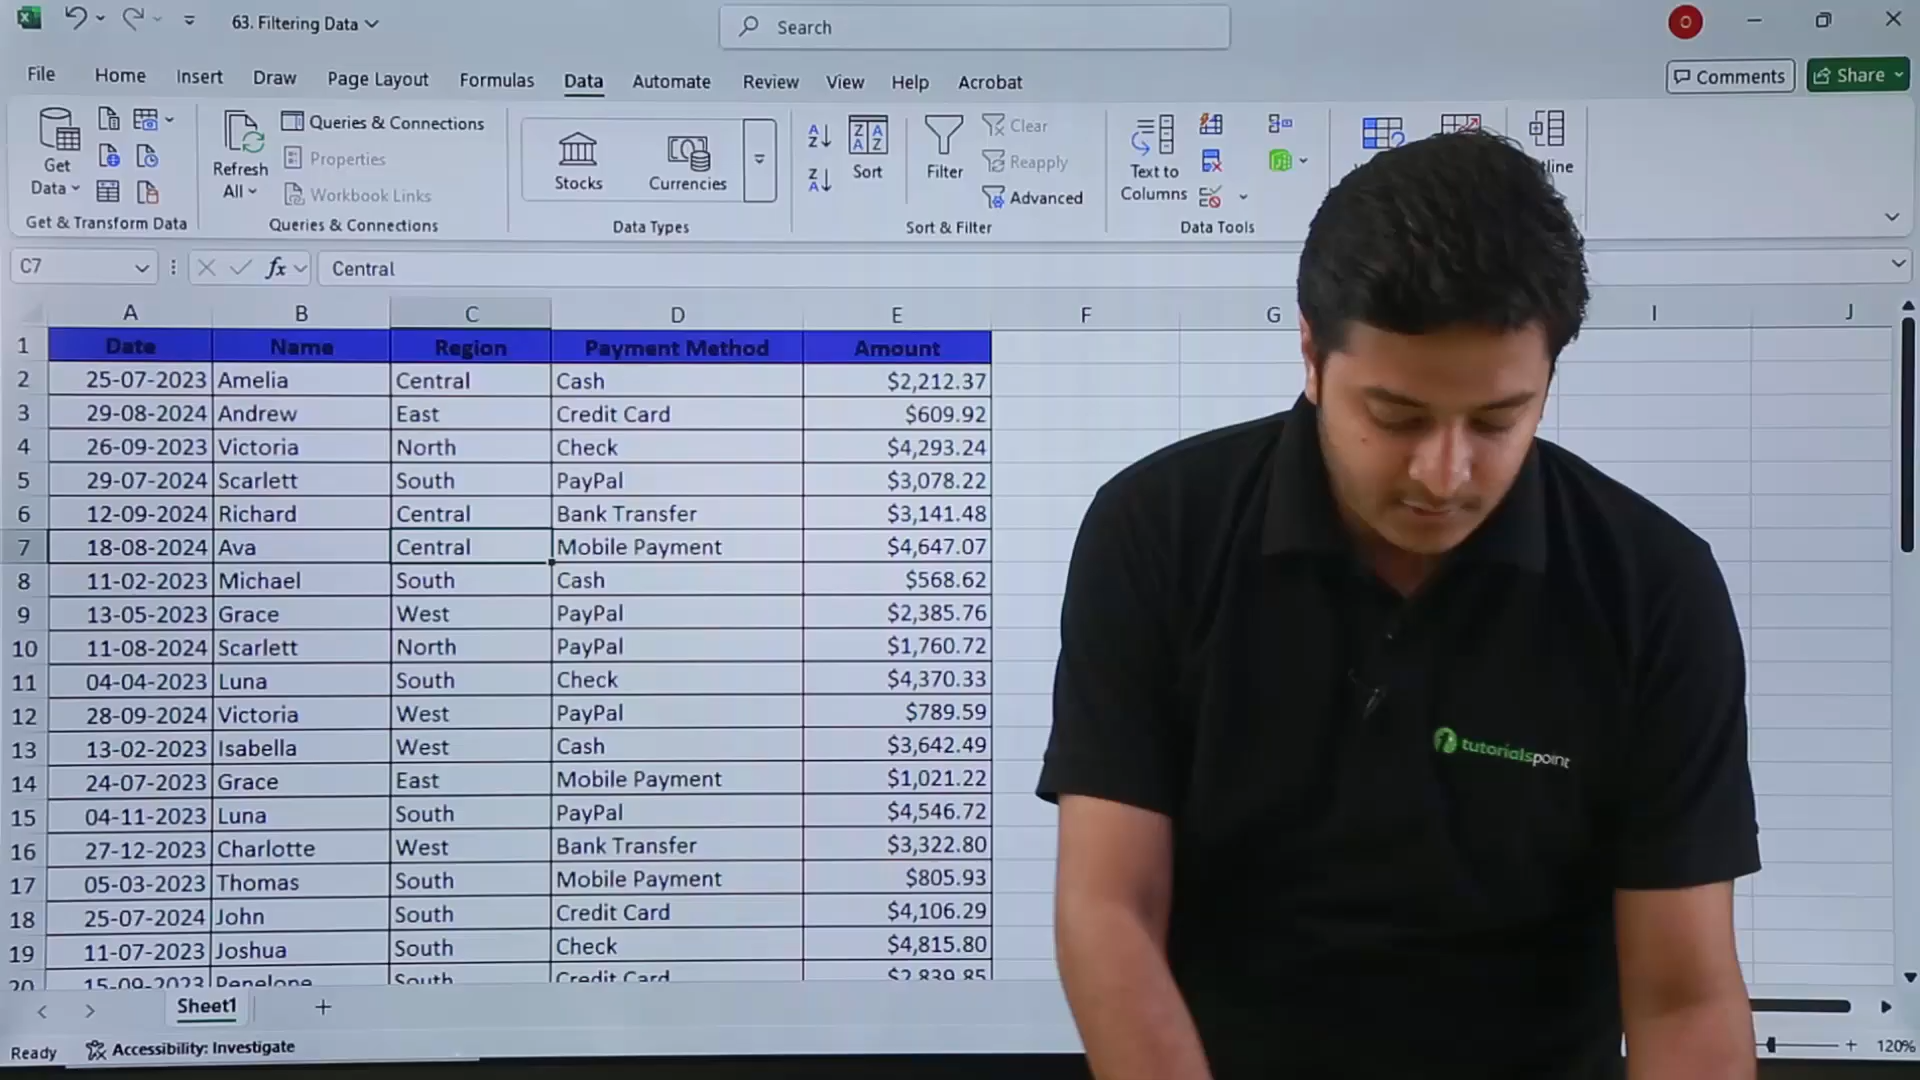 63. Filtering Data
Search
O
File Home Insert Draw Page Layout Formulas Data Automate Review View Help Acrobat
Comments Share
Get Data
Refresh All
Queries & Connections
Properties
Workbook Links
Stocks Currencies
Sort
Filter
Clear
Reapply
Advanced
Text to Columns
Get & Transform Data Queries & Connections Data Types Sort & Filter Data Tools
C7 fx Central
A B C D E F G I J
1 Date Name Region Payment Method Amount
2 25-07-2023 Amelia Central Cash $2,212.37
3 29-08-2024 Andrew East Credit Card $609.92
4 26-09-2023 Victoria North Check $4,293.24
5 29-07-2024 Scarlett South PayPal $3,078.22
6 12-09-2024 Richard Central Bank Transfer $3,141.48
7 18-08-2024 Ava Central Mobile Payment $4,647.07
8 11-02-2023 Michael South Cash $568.62
9 13-05-2023 Grace West PayPal $2,385.76
10 11-08-2024 Scarlett North PayPal $1,760.72
11 04-04-2023 Luna South Check $4,370.33
12 28-09-2024 Victoria West PayPal $789.59
13 13-02-2023 Isabella West Cash $3,642.49
14 24-07-2023 Grace East Mobile Payment $1,021.22
15 04-11-2023 Luna South PayPal $4,546.72
16 27-12-2023 Charlotte West Bank Transfer $3,322.80
17 05-03-2023 Thomas South Mobile Payment $805.93
18 25-07-2024 John South Credit Card $4,106.29
19 11-07-2023 Joshua South Check $4,815.80
20 15-09-2023 Penelope South Credit Card $2,839.85
Sheet1
Ready Accessibility: Investigate
120%
tutorialspoint